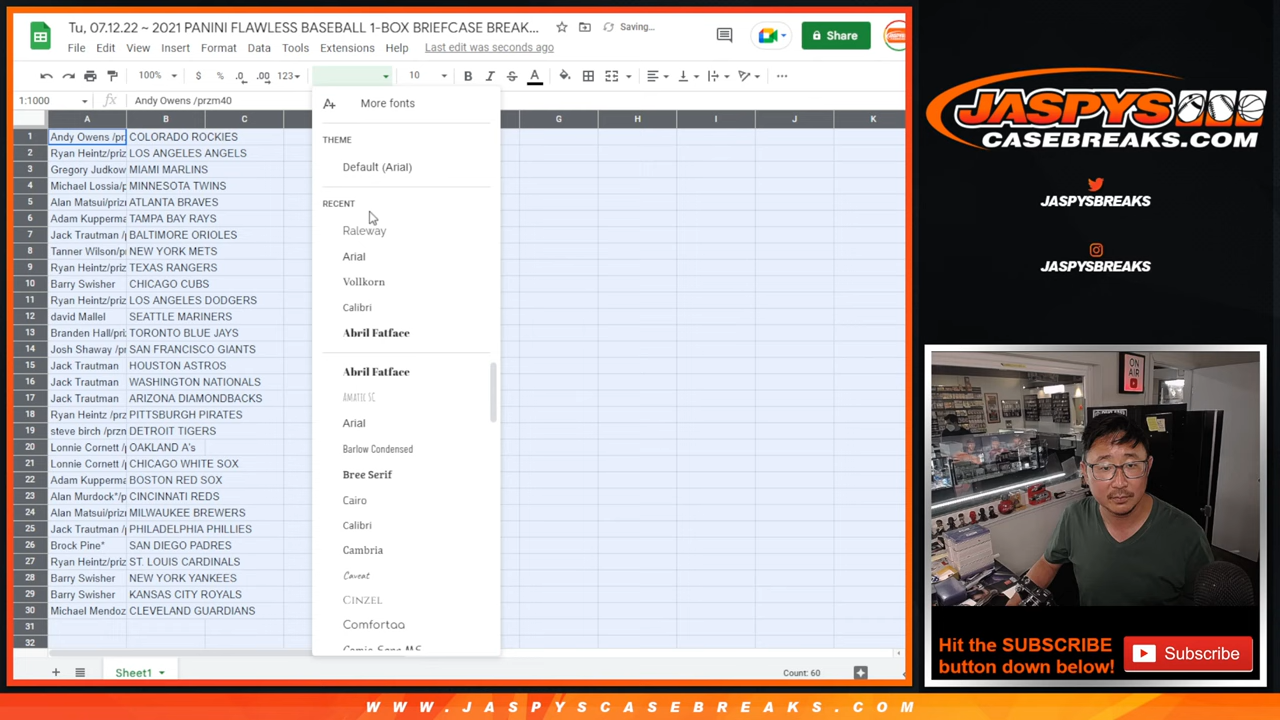 Tu, 07.12.22 ~ 2021 PANINI FLAWLESS BASEBALL 1-BOX BRIEFCASE BREAK...
Saving...
File Edit View Insert Format Data Tools Extensions Help Last edit was seconds ago
Share
100% $ % .0 .00 123 10 B I S A
1:1000 fx Andy Owens /przm40
More fonts
THEME
Default (Arial)
RECENT
Raleway
Arial
Vollkorn
Calibri
Abril Fatface
Abril Fatface
AMATIC SC
Arial
Barlow Condensed
Bree Serif
Cairo
Calibri
Cambria
Caveat
CINZEL
Comfortaa
Comic Sans MS
A B C G H I J K
1 Andy Owens /pr COLORADO ROCKIES
2 Ryan Heintz/priz LOS ANGELES ANGELS
3 Gregory Judkow MIAMI MARLINS
4 Michael Lossia/p MINNESOTA TWINS
5 Alan Matsui/priz ATLANTA BRAVES
6 Adam Kupperma TAMPA BAY RAYS
7 Jack Trautman /p BALTIMORE ORIOLES
8 Tanner Wilson/pr NEW YORK METS
9 Ryan Heintz/priz TEXAS RANGERS
10 Barry Swisher CHICAGO CUBS
11 Ryan Heintz/priz LOS ANGELES DODGERS
12 david Mallel SEATTLE MARINERS
13 Branden Hall/pri TORONTO BLUE JAYS
14 Josh Shaway /pr SAN FRANCISCO GIANTS
15 Jack Trautman HOUSTON ASTROS
16 Jack Trautman WASHINGTON NATIONALS
17 Jack Trautman ARIZONA DIAMONDBACKS
18 Ryan Heintz /priz PITTSBURGH PIRATES
19 steve birch /przn DETROIT TIGERS
20 Lonnie Cornett /p OAKLAND A's
21 Lonnie Cornett /p CHICAGO WHITE SOX
22 Adam Kupperma BOSTON RED SOX
23 Alan Murdock*/p CINCINNATI REDS
24 Alan Matsui/priz MILWAUKEE BREWERS
25 Jack Trautman /p PHILADELPHIA PHILLIES
26 Brock Pine* SAN DIEGO PADRES
27 Ryan Heintz/priz ST. LOUIS CARDINALS
28 Barry Swisher NEW YORK YANKEES
29 Barry Swisher KANSAS CITY ROYALS
30 Michael Mendoz CLEVELAND GUARDIANS
31
32
Sheet1
Count: 60
JASPYS
CASEBREAKS.COM
JASPYSBREAKS
JASPYSBREAKS
ON AIR
Hit the SUBSCRIBE
button down below!
Subscribe
WWW.JASPYSCASEBREAKS.COM